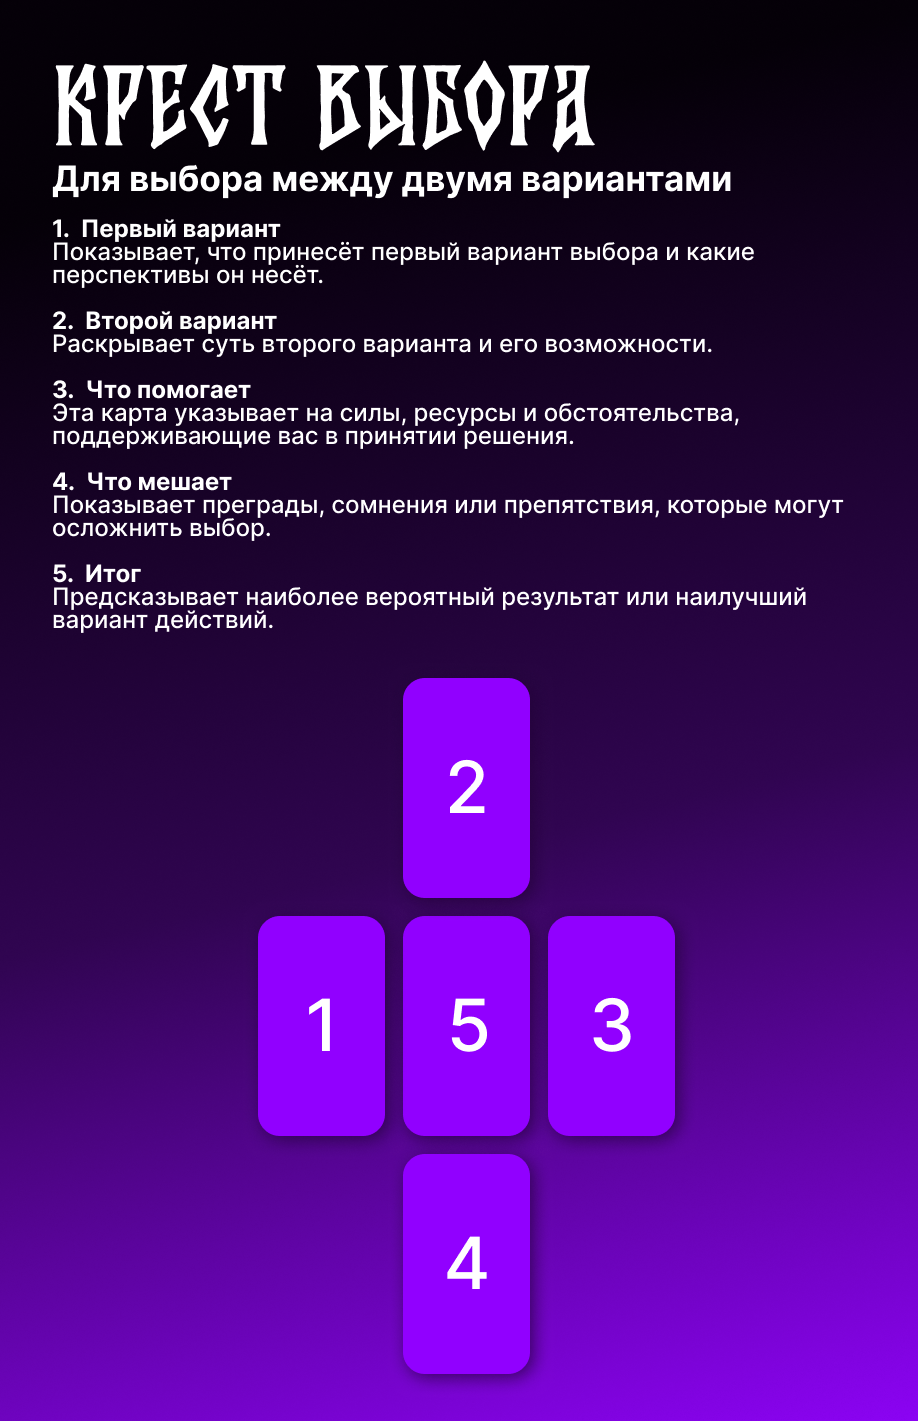 КРЕСТ ВЫБОРА
Для выбора между двумя вариантами
1. Первый вариант
Показывает, что принесёт первый вариант выбора и какие
перспективы он несёт.
2. Второй вариант
Раскрывает суть второго варианта и его возможности.
3. Что помогает
Эта карта указывает на силы, ресурсы и обстоятельства,
поддерживающие вас в принятии решения.
4. Что мешает
Показывает преграды, сомнения или препятствия, которые могут
осложнить выбор.
5. Итог
Предсказывает наиболее вероятный результат или наилучший
вариант действий.
2
1 5 3
4